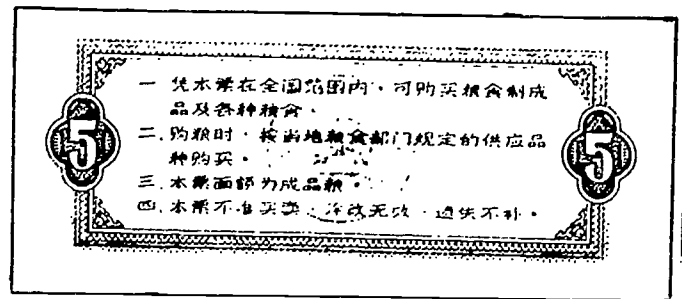 一 凭本票在全国范围内，可购买粮食制成
品及各种粮食。
二、购粮时，按当地粮食部门规定的供应品
种购买。
三、本票面额为成品粮。
四、本票不准买卖，涂改无效，遗失不补。
5
5